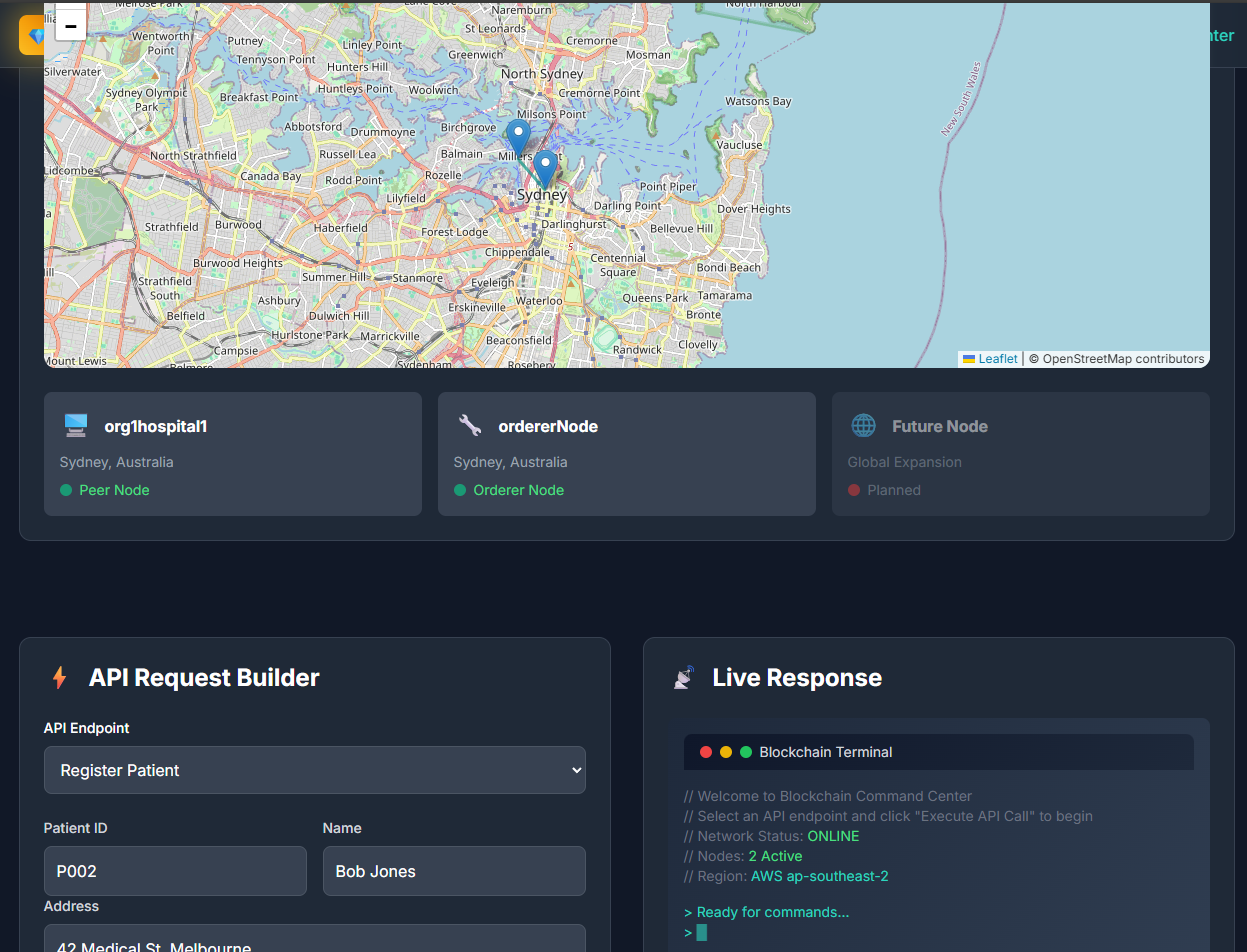 Melrose Park
Naremburn
North Harbour
Wentworth
Point
Putney
St Leonards
Linley Point
Greenwich
Cremorne
Mosman
nter
Tennyson Point
Silverwater
Hunters Hill
North Sydney
Sydney Olympic
Park
Breakfast Point
Huntleys Point
Woolwich
Cremorne Point
Watsons Bay
New South Wales
Milsons Point
Abbotsford
Drummoyne
Birchgrove
Vaucluse
North Strathfield
Russell Lea
Balmain
Lidcombe
Canada Bay
Rodd Point
Rozelle
Point Piper
Lilyfield
Sydney
Darling Point
Dover Heights
Strathfield
Burwood
Haberfield
Forest Lodge
Darlinghurst
Bellevue Hill
Chippendale
Burwood Heights
Centennial
Square
Bondi Beach
Strathfield
South
Summer Hill
Stanmore
Eveleigh
Ashbury
Erskineville
Waterloo
Queens Park
Tamarama
Belfield
Dulwich Hill
Bronte
Hurlstone Park
Marrickville
Beaconsfield
Campsie
Randwick
Clovelly
Mount Lewis
Belmore
Sydenham
Rosebery
Leaflet | © OpenStreetMap contributors
org1hospital1
Sydney, Australia
Peer Node
ordererNode
Sydney, Australia
Orderer Node
Future Node
Global Expansion
Planned
API Request Builder
API Endpoint
Register Patient
Patient ID
Name
P002
Bob Jones
Address
42 Medical St, Melbourne
Live Response
Blockchain Terminal
// Welcome to Blockchain Command Center
// Select an API endpoint and click "Execute API Call" to begin
// Network Status: ONLINE
// Nodes: 2 Active
// Region: AWS ap-southeast-2
> Ready for commands...
>